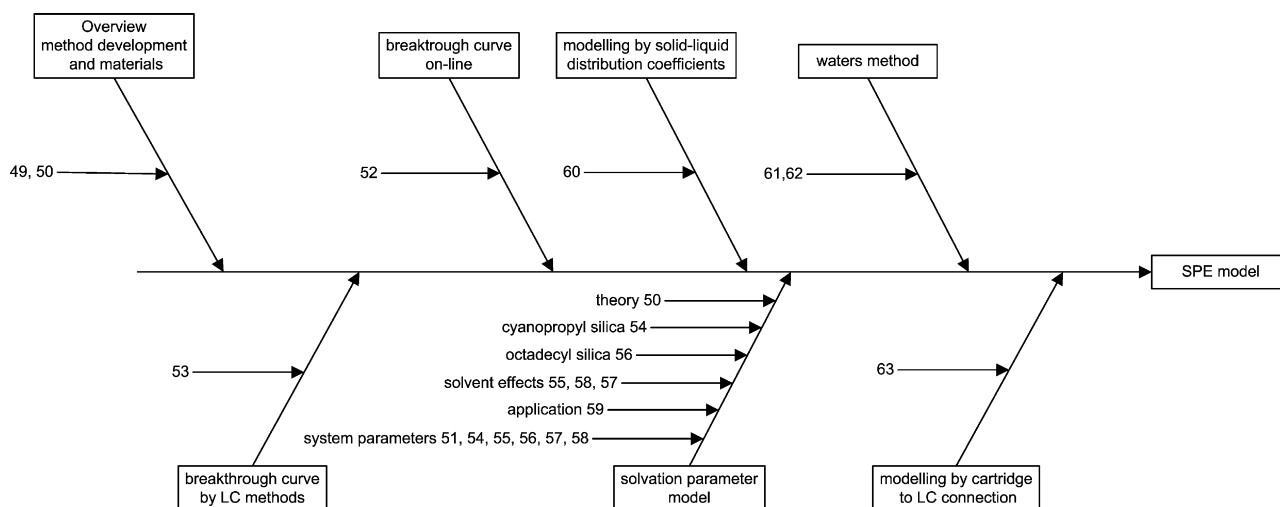 Overview
method development
and materials
breaktrough curve
on-line
modelling by solid-liquid
distribution coefficients
waters method
49, 50
52
60
61,62
SPE model
theory 50
cyanopropyl silica 54
octadecyl silica 56
solvent effects 55, 58, 57
application 59
system parameters 51, 54, 55, 56, 57, 58
53
63
breakthrough curve
by LC methods
solvation parameter
model
modelling by cartridge
to LC connection